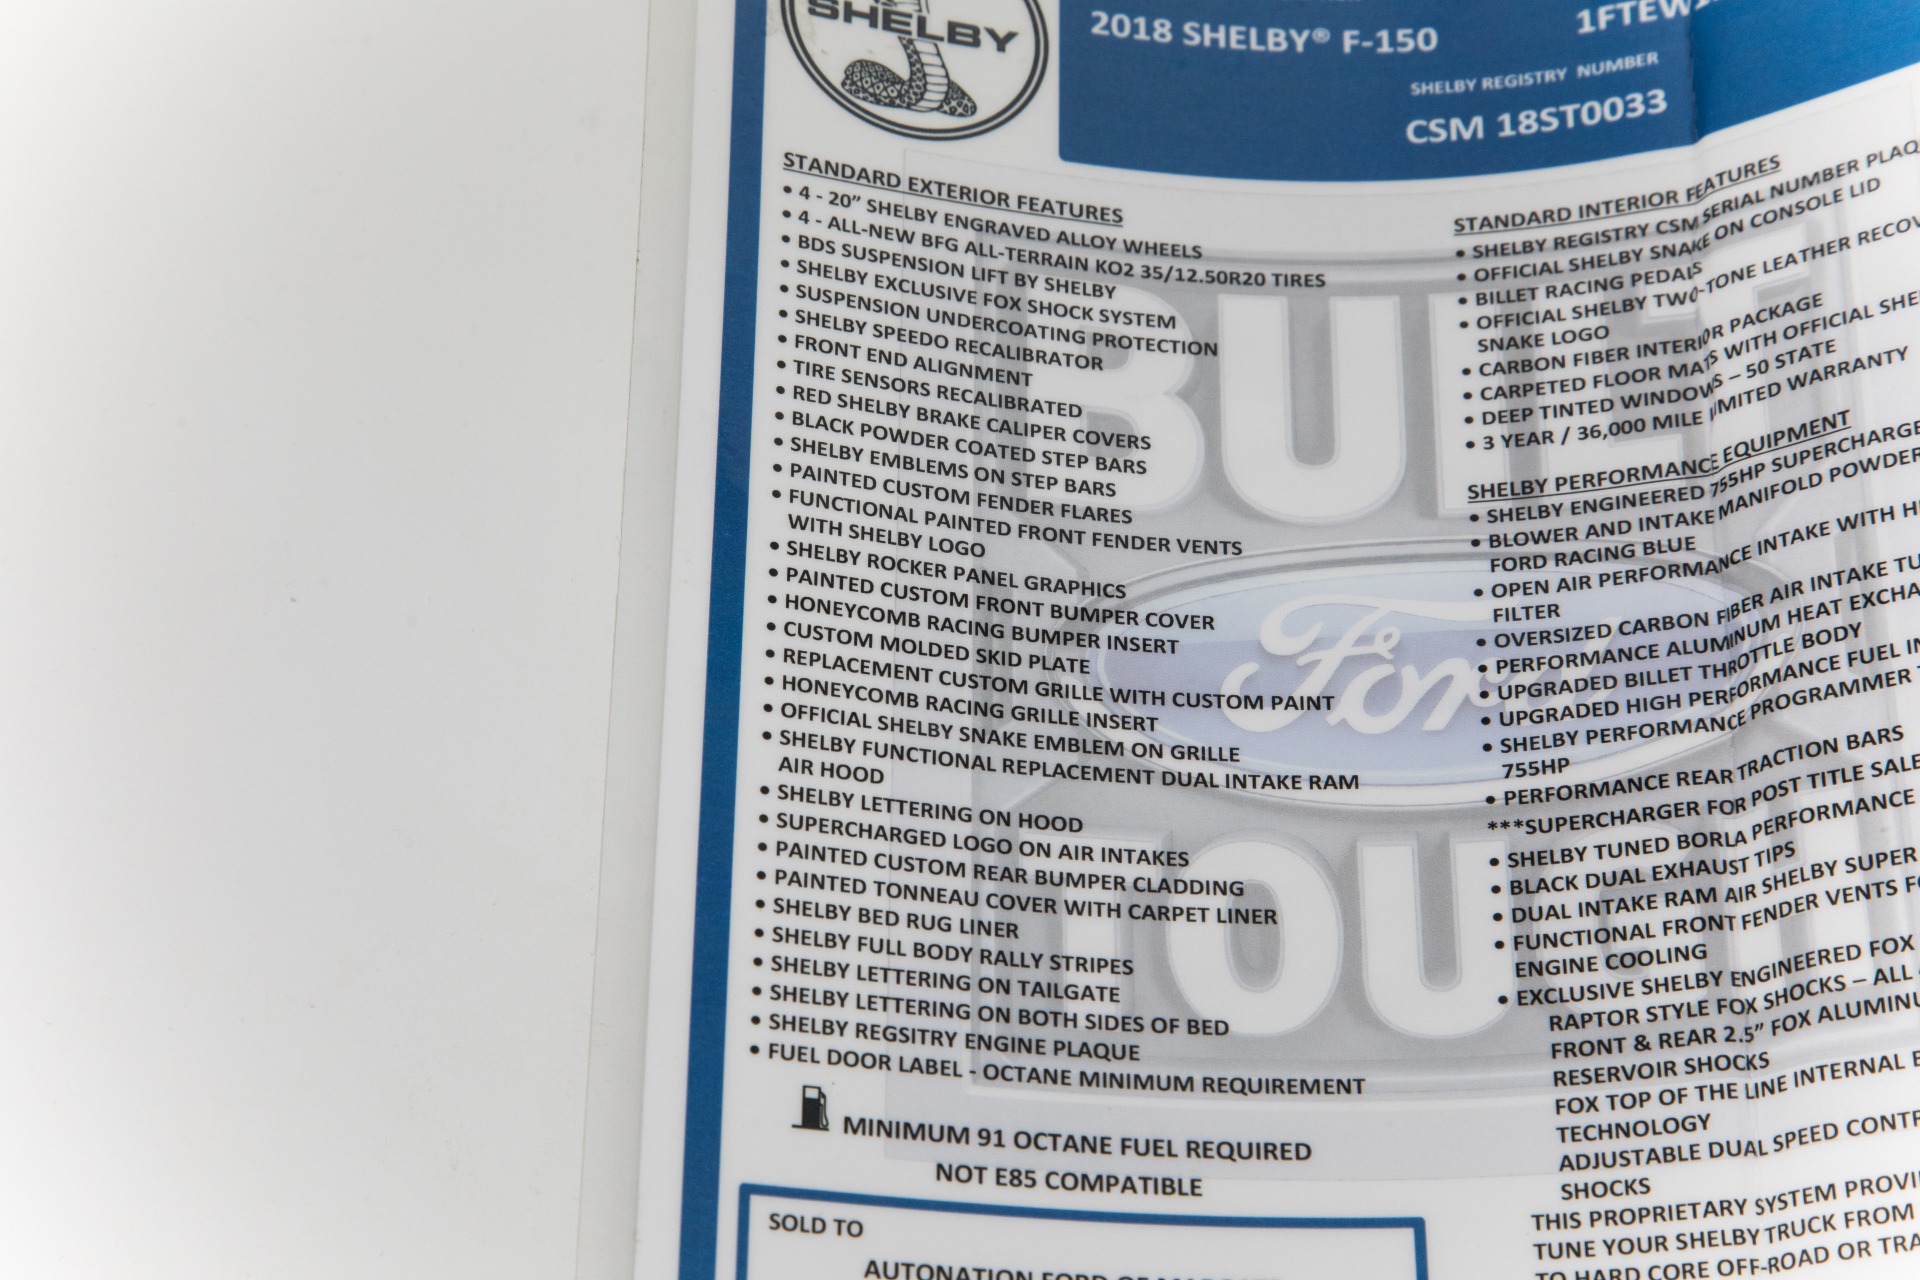 SHELBY
2018 SHELBY® F-150
1FTEW
SHELBY REGISTRY NUMBER
CSM 18ST0033
STANDARD EXTERIOR FEATURES
• 4 - 20” SHELBY ENGRAVED ALLOY WHEELS
• 4 - ALL-NEW BFG ALL-TERRAIN KO2 35/12.50R20 TIRES
• BDS SUSPENSION LIFT BY SHELBY
• SHELBY EXCLUSIVE FOX SHOCK SYSTEM
• SUSPENSION UNDERCOATING PROTECTION
• SHELBY SPEEDO RECALIBRATOR
• FRONT END ALIGNMENT
• TIRE SENSORS RECALIBRATED
• RED SHELBY BRAKE CALIPER COVERS
• BLACK POWDER COATED STEP BARS
• SHELBY EMBLEMS ON STEP BARS
• PAINTED CUSTOM FENDER FLARES
• FUNCTIONAL PAINTED FRONT FENDER VENTS
WITH SHELBY LOGO
• SHELBY ROCKER PANEL GRAPHICS
• PAINTED CUSTOM FRONT BUMPER COVER
• HONEYCOMB RACING BUMPER INSERT
• CUSTOM MOLDED SKID PLATE
• REPLACEMENT CUSTOM GRILLE WITH CUSTOM PAINT
• HONEYCOMB RACING GRILLE INSERT
• OFFICIAL SHELBY SNAKE EMBLEM ON GRILLE
• SHELBY FUNCTIONAL REPLACEMENT DUAL INTAKE RAM
AIR HOOD
• SHELBY LETTERING ON HOOD
• SUPERCHARGED LOGO ON AIR INTAKES
• PAINTED CUSTOM REAR BUMPER CLADDING
• PAINTED TONNEAU COVER WITH CARPET LINER
• SHELBY BED RUG LINER
• SHELBY FULL BODY RALLY STRIPES
• SHELBY LETTERING ON TAILGATE
• SHELBY LETTERING ON BOTH SIDES OF BED
• SHELBY REGSITRY ENGINE PLAQUE
• FUEL DOOR LABEL - OCTANE MINIMUM REQUIREMENT
MINIMUM 91 OCTANE FUEL REQUIRED
NOT E85 COMPATIBLE
SOLD TO
AUTONATION FORD OF
STANDARD INTERIOR FEATURES
• SHELBY REGISTRY CSM SERIAL NUMBER PLAQ
• OFFICIAL SHELBY SNAKE ON CONSOLE LID
• BILLET RACING PEDALS
• OFFICIAL SHELBY TWO-TONE LEATHER RECOV
SNAKE LOGO
• CARBON FIBER INTERIOR PACKAGE
• CARPETED FLOOR MATS WITH OFFICIAL SHE
• DEEP TINTED WINDOWS – 50 STATE
• 3 YEAR / 36,000 MILE LIMITED WARRANTY
SHELBY PERFORMANCE EQUIPMENT
• SHELBY ENGINEERED 755HP SUPERCHARGE
• BLOWER AND INTAKE MANIFOLD POWDER
FORD RACING BLUE
• OPEN AIR PERFORMANCE INTAKE WITH HI
FILTER
• OVERSIZED CARBON FIBER AIR INTAKE TU
• PERFORMANCE ALUMINUM HEAT EXCHA
• UPGRADED BILLET THROTTLE BODY
• UPGRADED HIGH PERFORMANCE FUEL IN
• SHELBY PERFORMANCE PROGRAMMER T
755HP
• PERFORMANCE REAR TRACTION BARS
***SUPERCHARGER FOR POST TITLE SALE
• SHELBY TUNED BORLA PERFORMANCE
• BLACK DUAL EXHAUST TIPS
• DUAL INTAKE RAM AIR SHELBY SUPER
• FUNCTIONAL FRONT FENDER VENTS FO
ENGINE COOLING
• EXCLUSIVE SHELBY ENGINEERED FOX
RAPTOR STYLE FOX SHOCKS – ALL
FRONT & REAR 2.5” FOX ALUMINU
RESERVOIR SHOCKS
FOX TOP OF THE LINE INTERNAL
TECHNOLOGY
ADJUSTABLE DUAL SPEED CONTR
SHOCKS
THIS PROPRIETARY SYSTEM PROVI
TUNE YOUR SHELBY TRUCK FROM
TO HARD CORE OFF-ROAD OR TRA
BUILT
Ford
TOUGH